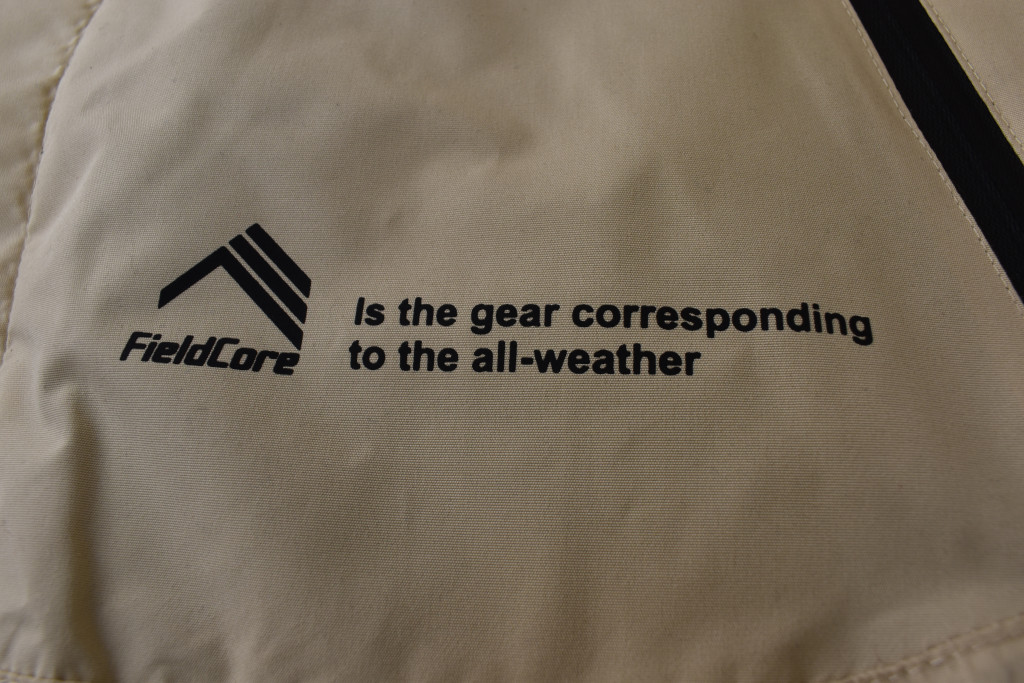 FieldCore
Is the gear corresponding
to the all-weather